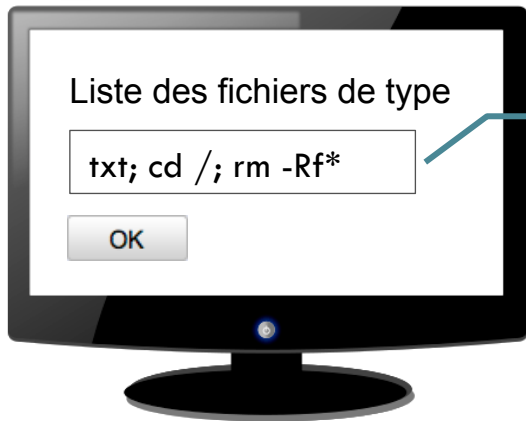 Liste des fichiers de type
txt; cd /; rm -Rf*
OK